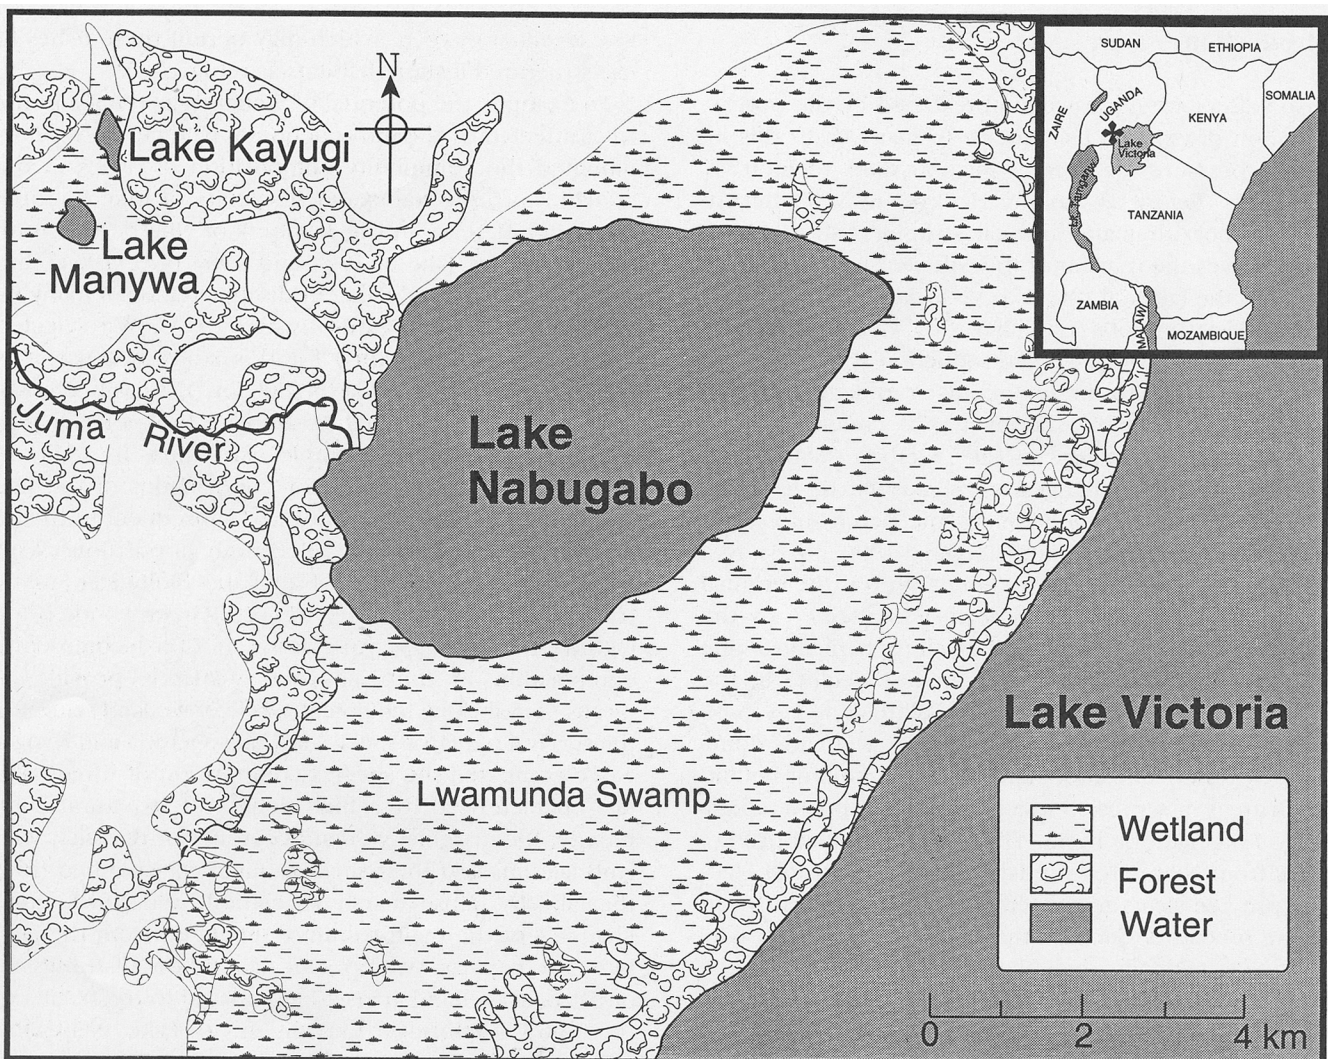 N
Lake Kayugi
Lake
Manywa
Juma River
Lake
Nabugabo
Lake Victoria
Lwamunda Swamp
Wetland
Forest
Water
0 2 4 km
SUDAN
ETHIOPIA
SOMALIA
UGANDA
ZAIRE
KENYA
Lake
Victoria
TANZANIA
ZAMBIA
MALAWI
MOZAMBIQUE